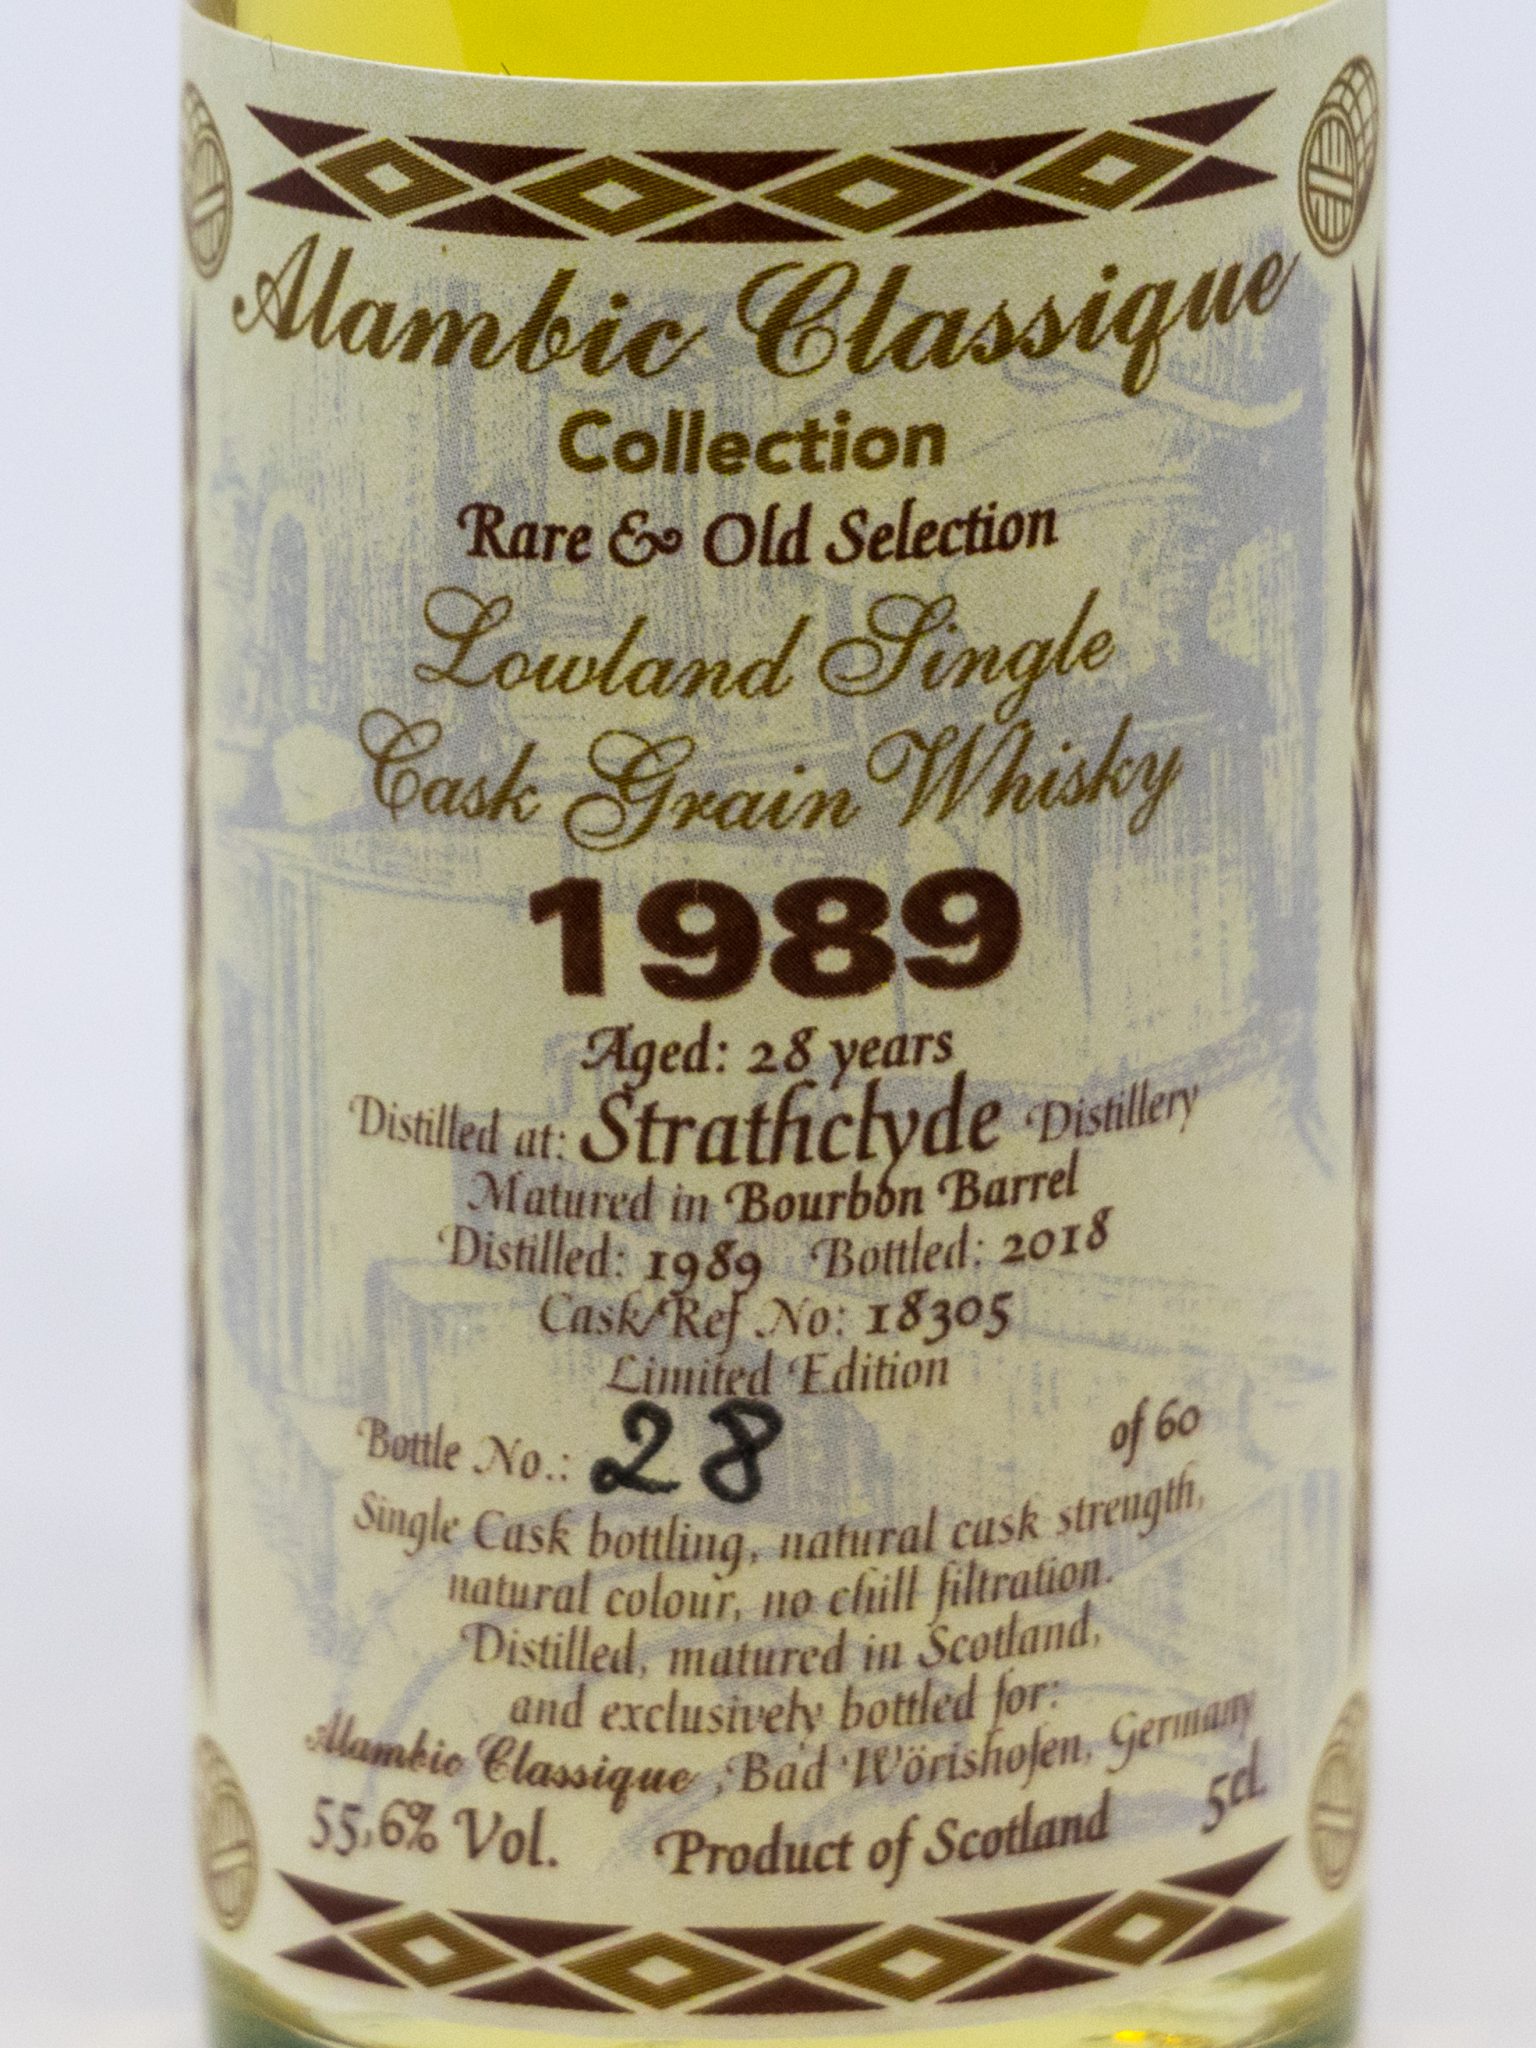 Alambic Classique
Collection
Rare & Old Selection
Lowland Single
Cask Grain Whisky
1989
Aged: 28 years
Distilled at: Strathclyde Distillery
Matured in Bourbon Barrel
Distilled: 1989 Bottled: 2018
Cask/Ref No: 18305
Limited Edition
Bottle No.: 28 of 60
Single Cask bottling, natural cask strength,
natural colour, no chill filtration.
Distilled, matured in Scotland,
and exclusively bottled for:
Alambic Classique, Bad Wörishofen, Germany
55,6% Vol. Product of Scotland 5cl.